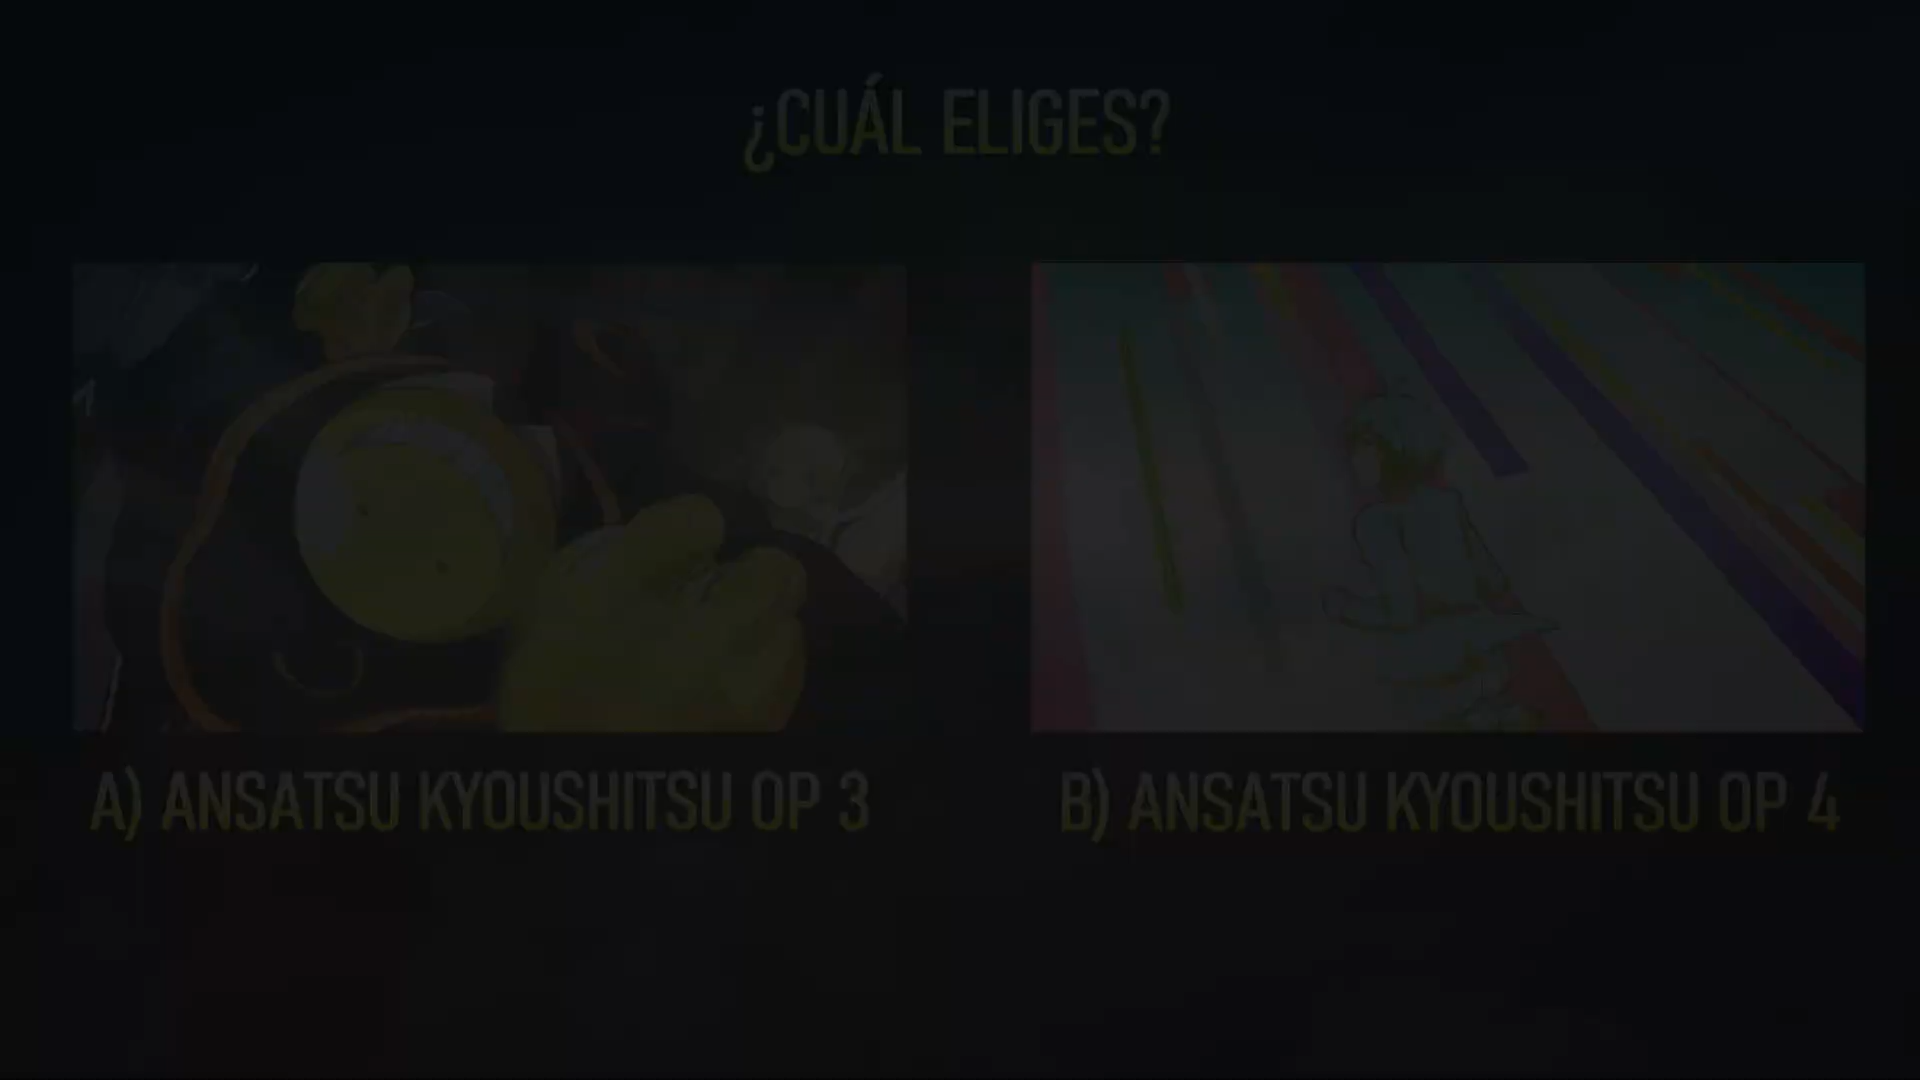 ¿CUÁL ELIGES?
A) ANSATSU KYOUSHITSU OP 3
B) ANSATSU KYOUSHITSU OP 4